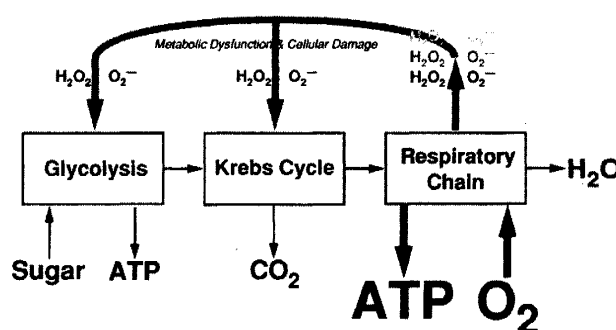 Metabolic Dysfunction & Cellular Damage
H₂O₂ O₂⁻
H₂O₂ O₂⁻
H₂O₂ O₂⁻
H₂O₂ O₂⁻
Glycolysis
Krebs Cycle
Respiratory
Chain
H₂O
Sugar
ATP
CO₂
ATP
O₂